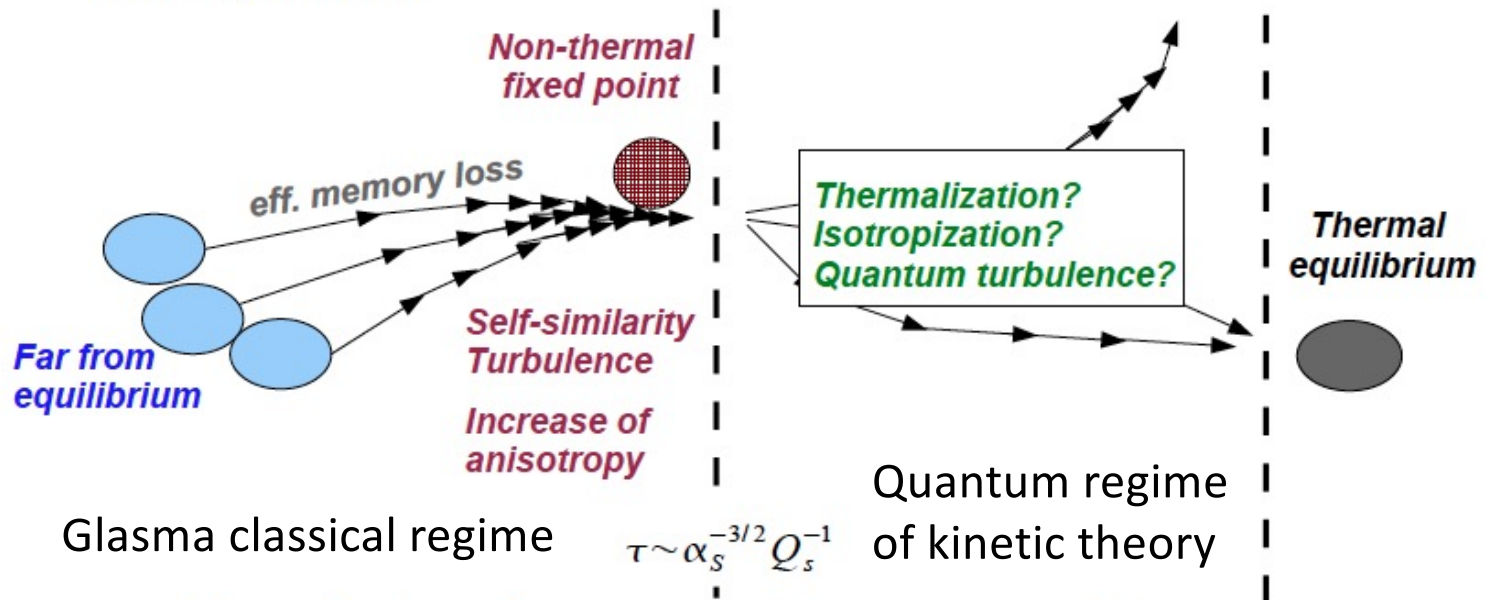 Non-thermal
fixed point
eff. memory loss
Far from
equilibrium
Self-similarity
Turbulence
Increase of
anisotropy
Glasma classical regime
τ~α_S^{-3/2} Q_s^{-1}
Thermalization?
Isotropization?
Quantum turbulence?
Quantum regime
of kinetic theory
Thermal
equilibrium